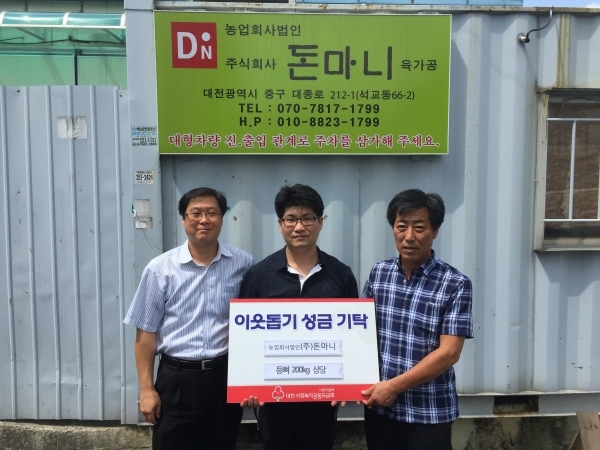 DN
농업회사법인
주식회사 돈마니 육가공
대전광역시 중구 대종로 212-1(석교동66-2)
TEL : 070-7817-1799
H,P : 010-8823-1799
대형차량 진.출입 관계로 주차를 삼가해 주세요.
이웃돕기 성금 기탁
농업회사법인(주)돈마니
등뼈 200kg 상당
대전 사회복지공동모금회